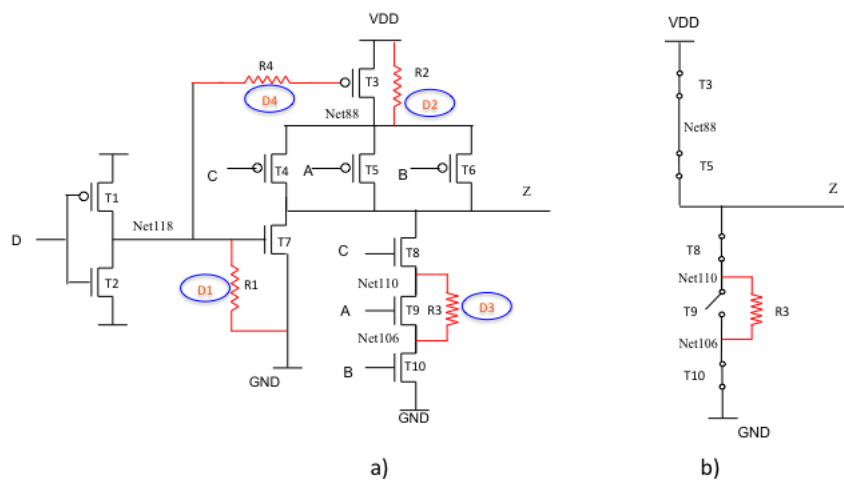 VDD
R4
T3
R2
D4
D2
Net88
C
T4
A
T5
B
T6
T1
Z
D
Net118
T7
C
T8
T2
D1
R1
Net110
A
T9
R3
D3
Net106
B
T10
GND
GND
a)
VDD
T3
Net88
T5
Z
T8
Net110
T9
R3
Net106
T10
GND
b)